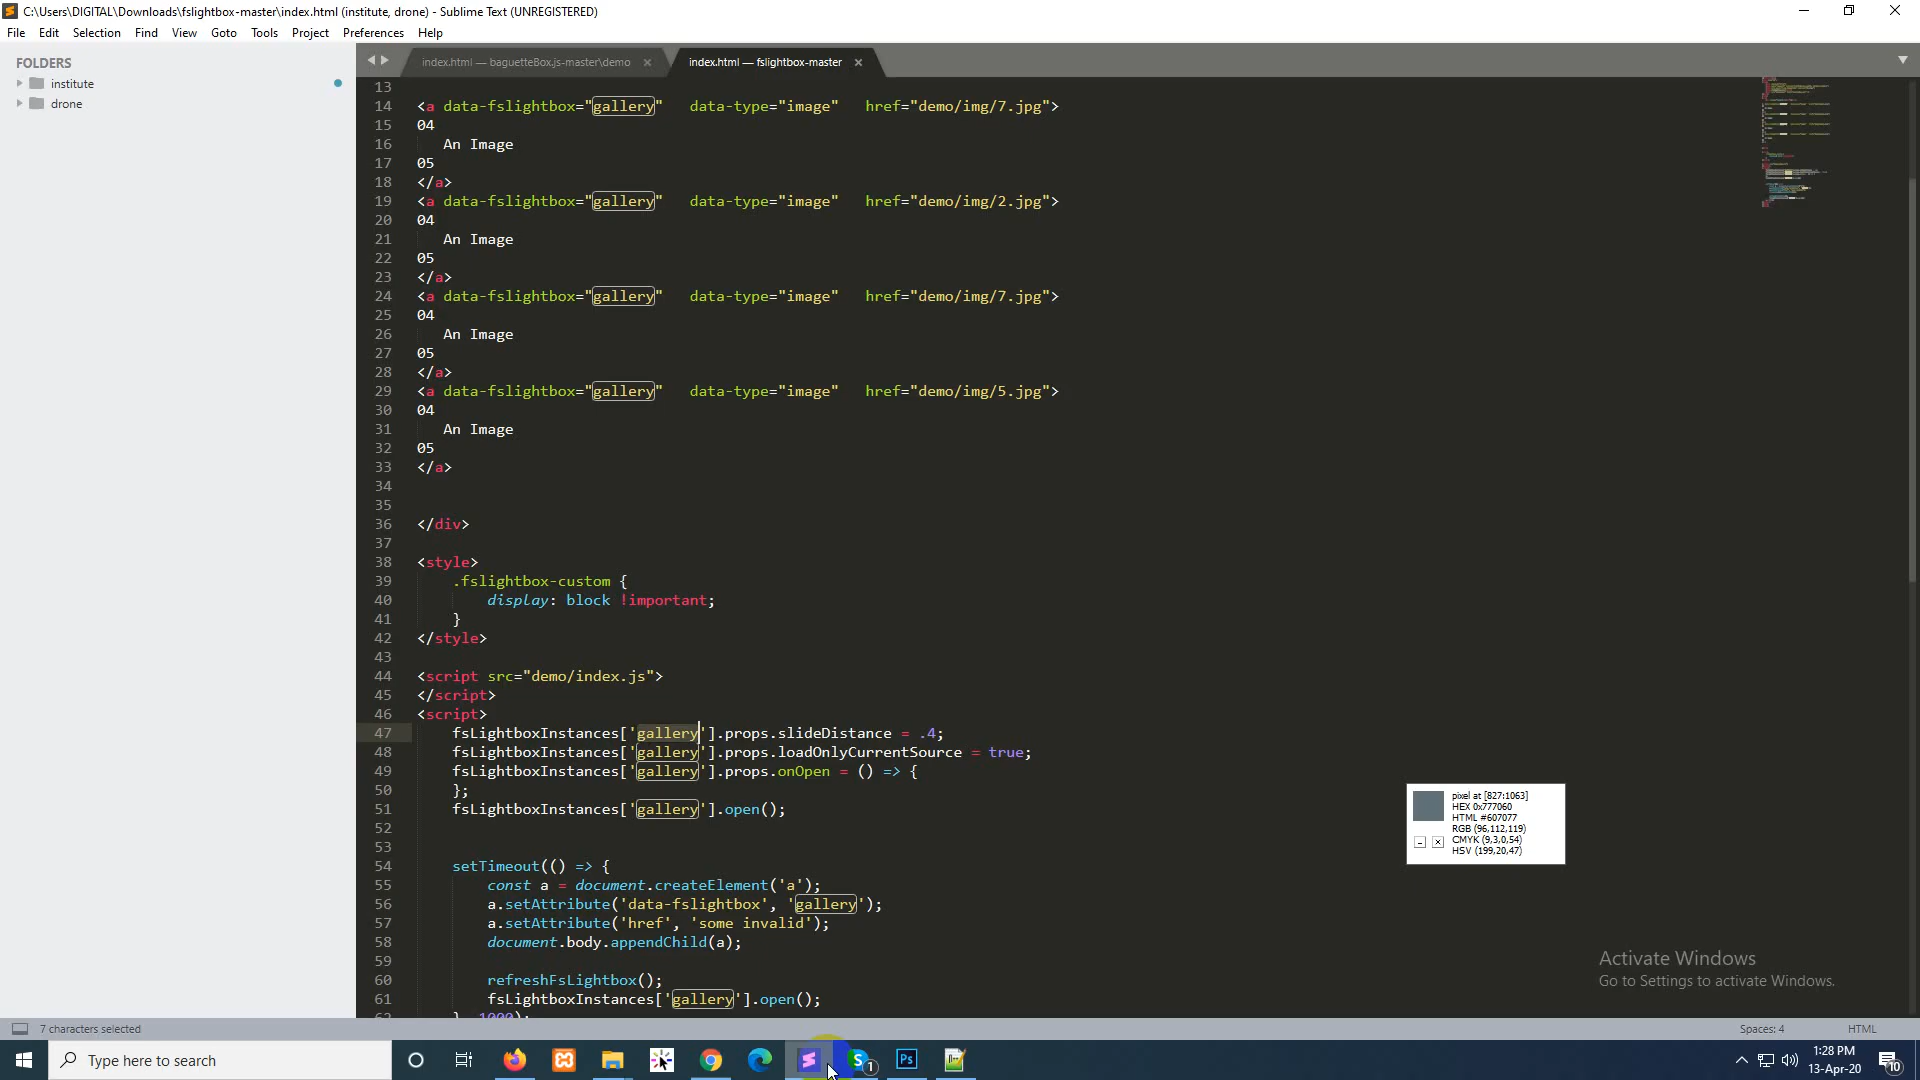 C:\Users\DIGITAL\Downloads\fslightbox-master\index.html (institute, drone) - Sublime Text (UNREGISTERED)
File Edit Selection Find View Goto Tools Project Preferences Help
FOLDERS
institute
drone
index.html — baguetteBox.js-master\demo
index.html — fslightbox-master
13
14 <a data-fslightbox="gallery" data-type="image" href="demo/img/7.jpg">
15 04
16 An Image
17 05
18 </a>
19 <a data-fslightbox="gallery" data-type="image" href="demo/img/2.jpg">
20 04
21 An Image
22 05
23 </a>
24 <a data-fslightbox="gallery" data-type="image" href="demo/img/7.jpg">
25 04
26 An Image
27 05
28 </a>
29 <a data-fslightbox="gallery" data-type="image" href="demo/img/5.jpg">
30 04
31 An Image
32 05
33 </a>
34
35
36 </div>
37
38 <style>
39 .fslightbox-custom {
40 display: block !important;
41 }
42 </style>
43
44 <script src="demo/index.js">
45 </script>
46 <script>
47 fsLightboxInstances['gallery'].props.slideDistance = .4;
48 fsLightboxInstances['gallery'].props.loadOnlyCurrentSource = true;
49 fsLightboxInstances['gallery'].props.onOpen = () => {
50 };
51 fsLightboxInstances['gallery'].open();
52
53
54 setTimeout(() => {
55 const a = document.createElement('a');
56 a.setAttribute('data-fslightbox', 'gallery');
57 a.setAttribute('href', 'some invalid');
58 document.body.appendChild(a);
59
60 refreshFsLightbox();
61 fsLightboxInstances['gallery'].open();
62 }, 1000);
pixel at [827:1063]
HEX 0x777060
HTML #607077
RGB (96,112,119)
CMYK (9,3,0,54)
HSV (199,20,47)
Activate Windows
Go to Settings to activate Windows.
7 characters selected
Spaces: 4
HTML
Type here to search
1
Ps
1:28 PM
13-Apr-20
10